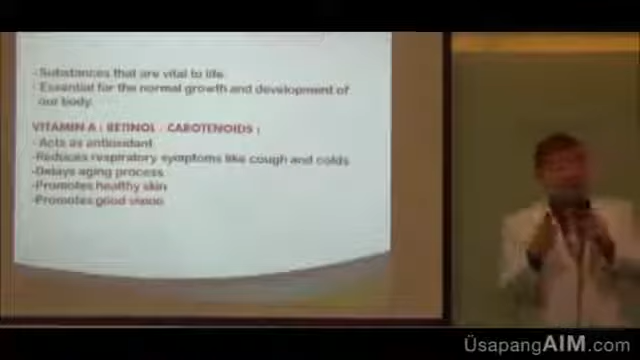 -Substances that are vital to life.
-Essential for the normal growth and development of
our body.
VITAMIN A ( RETINOL - CAROTENOIDS )
-Acts as antioxidant
-Reduces respiratory symptoms like cough and colds
-Delays aging process
-Promotes healthy skin
-Promotes good vision
ÜsapangAIM.com